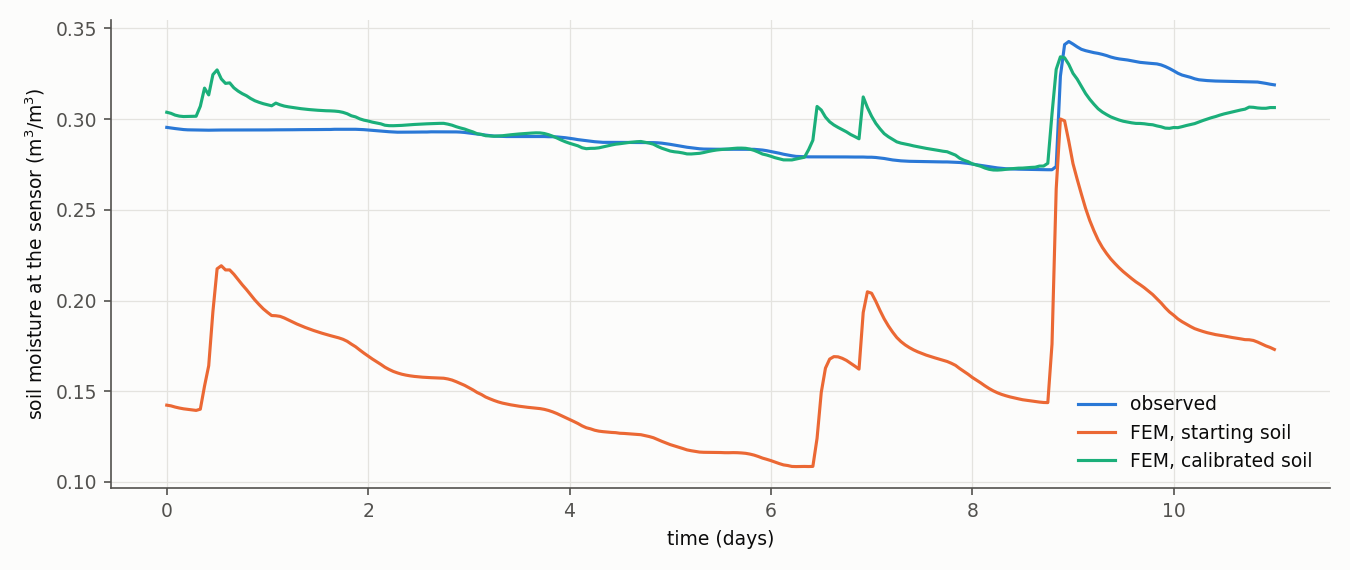 0.35
0.30
0.25
0.20
0.15
0.10
soil moisture at the sensor (m³/m³)
0 2 4 6 8 10
time (days)
observed
FEM, starting soil
FEM, calibrated soil